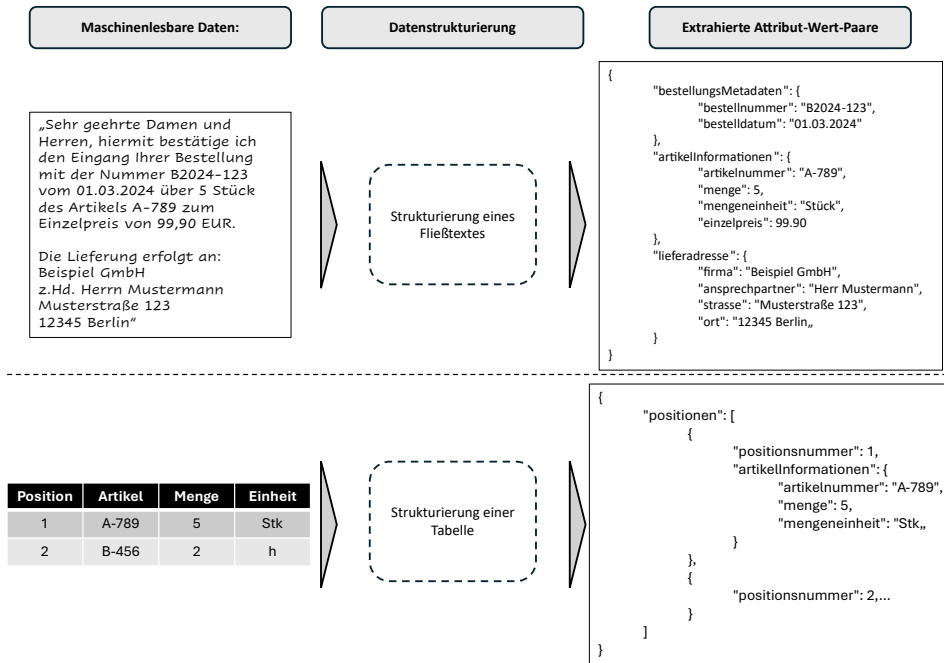 Maschinenlesbare Daten:
Datenstrukturierung
Extrahierte Attribut-Wert-Paare
„Sehr geehrte Damen und
Herren, hiermit bestätige ich
den Eingang Ihrer Bestellung
mit der Nummer B2024-123
vom 01.03.2024 über 5 Stück
des Artikels A-789 zum
Einzelpreis von 99,90 EUR.
Die Lieferung erfolgt an:
Beispiel GmbH
z.Hd. Herrn Mustermann
Musterstraße 123
12345 Berlin“
Strukturierung eines
Fließtextes
{
"bestellungsMetadaten": {
"bestellnummer": "B2024-123",
"bestelldatum": "01.03.2024"
},
"artikelInformationen": {
"artikelnummer": "A-789",
"menge": 5,
"mengeneinheit": "Stück",
"einzelpreis": 99.90
},
"lieferadresse": {
"firma": "Beispiel GmbH",
"ansprechpartner": "Herr Mustermann",
"strasse": "Musterstraße 123",
"ort": "12345 Berlin„
}
}
Position Artikel Menge Einheit
1 A-789 5 Stk
2 B-456 2 h
Strukturierung einer
Tabelle
{
"positionen": [
{
"positionsnummer": 1,
"artikelInformationen": {
"artikelnummer": "A-789",
"menge": 5,
"mengeneinheit": "Stk„
}
},
{
"positionsnummer": 2,...
}
]
}